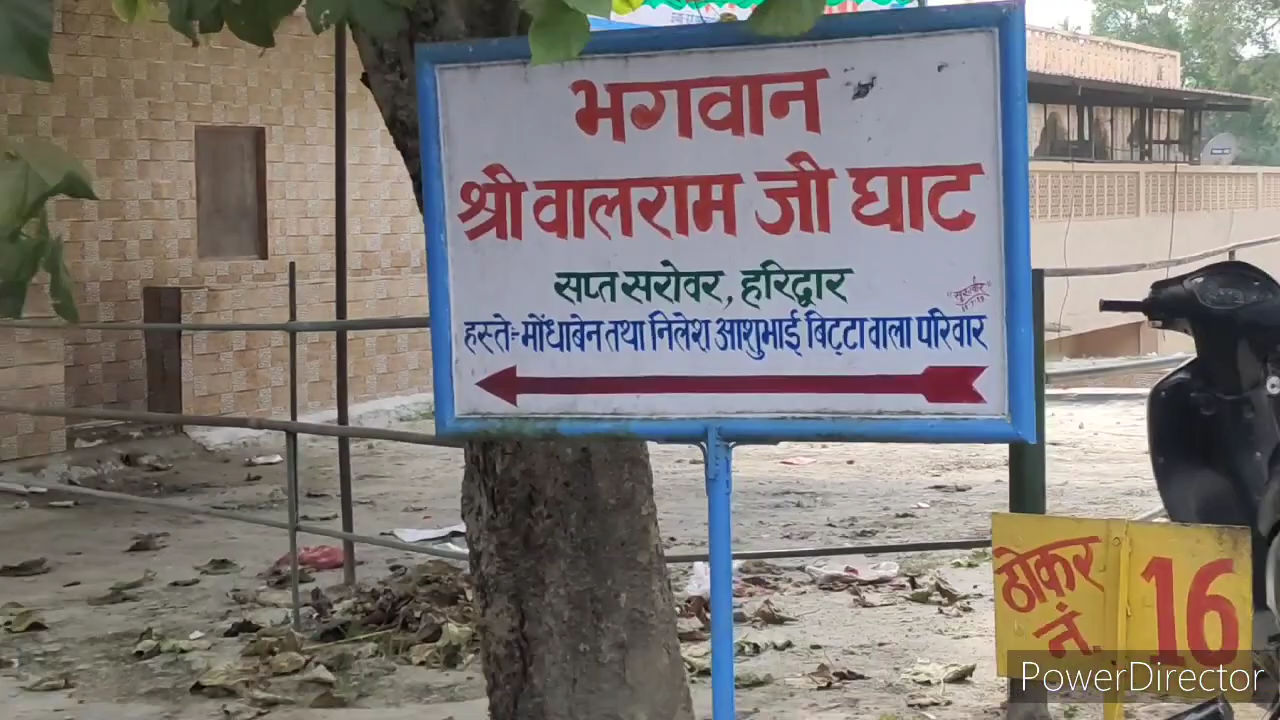 भगवान
श्री वालराम जी घाट
सप्त सरोवर, हरिद्वार
हस्ते:- मोंधाबेन तथा निलेश आशुभाई बिट्टा वाला परिवार
ठोकर
नं. 16
PowerDirector